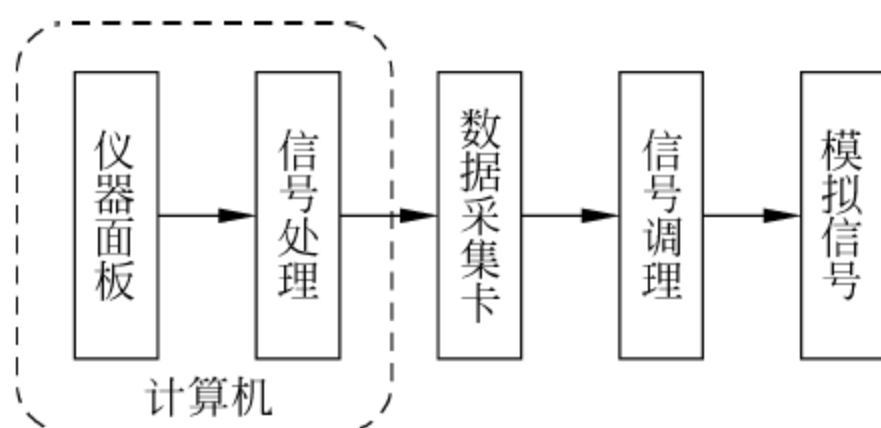 仪器面板
信号处理
数据采集卡
信号调理
模拟信号
计算机